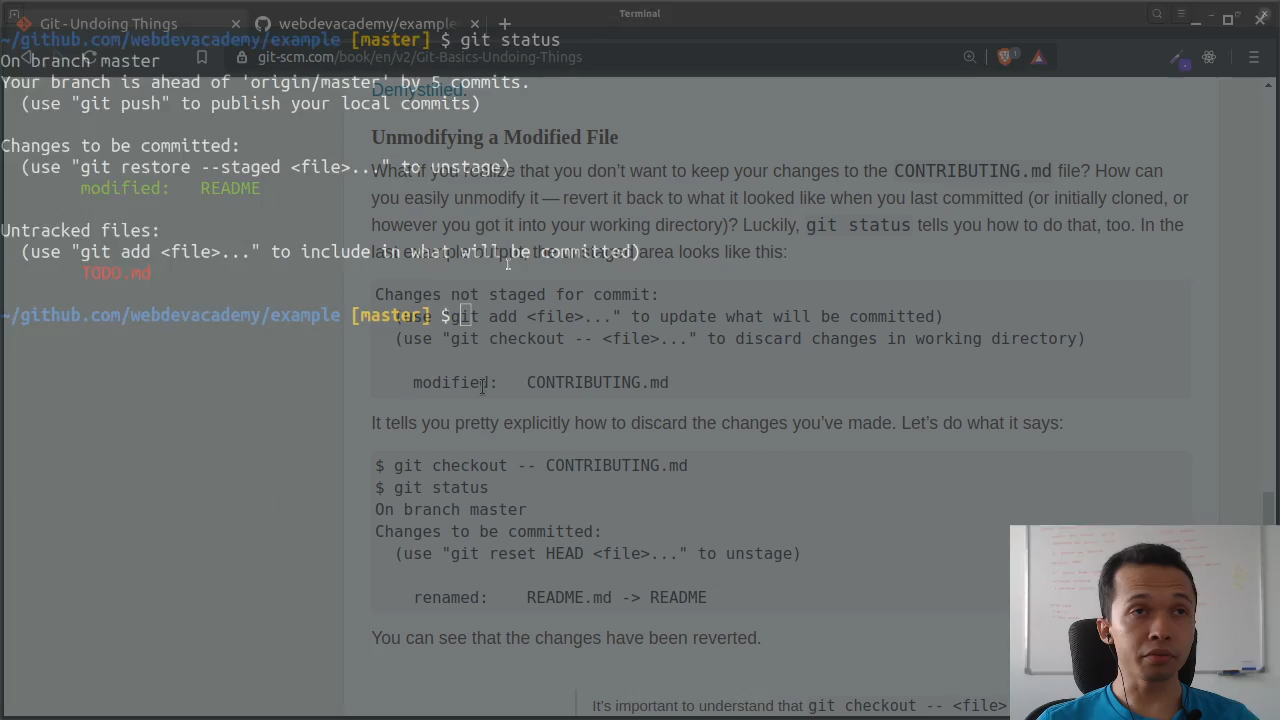 Terminal
Git - Undoing Things
webdevacademy/example
~/github.com/webdevacademy/example [master] $ git status
On branch master
git-scm.com/book/en/v2/Git-Basics-Undoing-Things
1
Your branch is ahead of 'origin/master' by 5 commits.
(use "git push" to publish your local commits)
Changes to be committed:
(use "git restore --staged <file>..." to unstage)
modified: README
Untracked files:
(use "git add <file>..." to include in what will be committed)
TODO.md
~/github.com/webdevacademy/example [master] $
Demystified.
Unmodifying a Modified File
What if you realize that you don’t want to keep your changes to the CONTRIBUTING.md file? How can
you easily unmodify it — revert it back to what it looked like when you last committed (or initially cloned, or
however you got it into your working directory)? Luckily, git status tells you how to do that, too. In the
last example output, the unstaged area looks like this:
Changes not staged for commit:
(use "git add <file>..." to update what will be committed)
(use "git checkout -- <file>..." to discard changes in working directory)
modified: CONTRIBUTING.md
It tells you pretty explicitly how to discard the changes you’ve made. Let’s do what it says:
$ git checkout -- CONTRIBUTING.md
$ git status
On branch master
Changes to be committed:
(use "git reset HEAD <file>..." to unstage)
renamed: README.md -> README
You can see that the changes have been reverted.
It’s important to understand that git checkout -- <file>